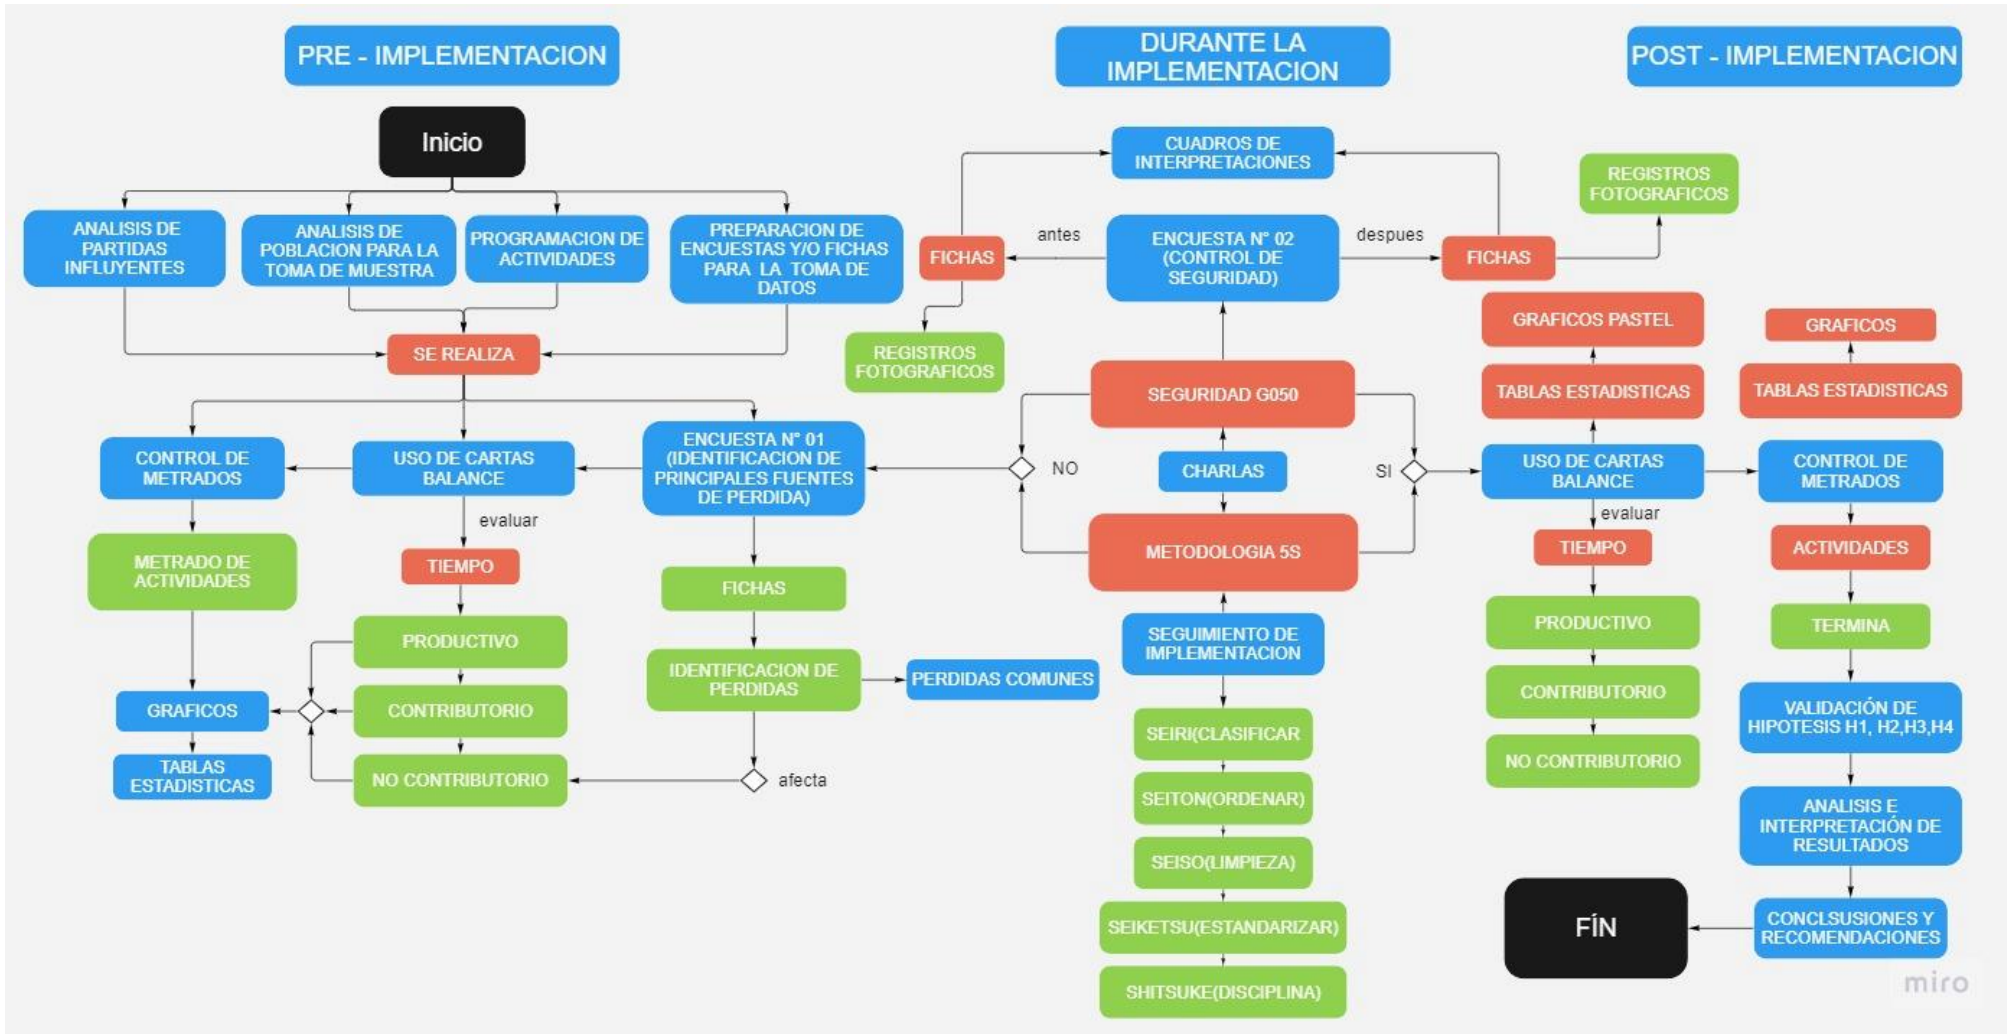 PRE - IMPLEMENTACION
Inicio
ANALISIS DE
PARTIDAS
INFLUYENTES
ANALISIS DE
POBLACION PARA LA
TOMA DE MUESTRA
PROGRAMACION DE
ACTIVIDADES
PREPARACION DE
ENCUESTAS Y/O FICHAS
PARA LA TOMA DE
DATOS
SE REALIZA
CONTROL DE
METRADOS
USO DE CARTAS
BALANCE
ENCUESTA N° 01
(IDENTIFICACION DE
PRINCIPALES FUENTES
DE PERDIDA)
evaluar
METRADO DE
ACTIVIDADES
TIEMPO
FICHAS
PRODUCTIVO
IDENTIFICACION DE
PERDIDAS
PERDIDAS COMUNES
GRAFICOS
CONTRIBUTORIO
TABLAS
ESTADISTICAS
NO CONTRIBUTORIO
afecta
DURANTE LA
IMPLEMENTACION
CUADROS DE
INTERPRETACIONES
FICHAS
antes
ENCUESTA N° 02
(CONTROL DE
SEGURIDAD)
despues
FICHAS
REGISTROS
FOTOGRAFICOS
REGISTROS
FOTOGRAFICOS
SEGURIDAD G050
NO
CHARLAS
SI
METODOLOGIA 5S
SEGUIMIENTO DE
IMPLEMENTACION
SEIRI(CLASIFICAR
SEITON(ORDENAR)
SEISO(LIMPIEZA)
SEIKETSU(ESTANDARIZAR)
SHITSUKE(DISCIPLINA)
POST - IMPLEMENTACION
GRAFICOS PASTEL
GRAFICOS
TABLAS ESTADISTICAS
TABLAS ESTADISTICAS
USO DE CARTAS
BALANCE
CONTROL DE
METRADOS
evaluar
TIEMPO
ACTIVIDADES
PRODUCTIVO
TERMINA
CONTRIBUTORIO
VALIDACIÓN DE
HIPOTESIS H1, H2,H3,H4
NO CONTRIBUTORIO
ANALISIS E
INTERPRETACIÓN DE
RESULTADOS
CONCLSUSIONES Y
RECOMENDACIONES
FÍN
miro